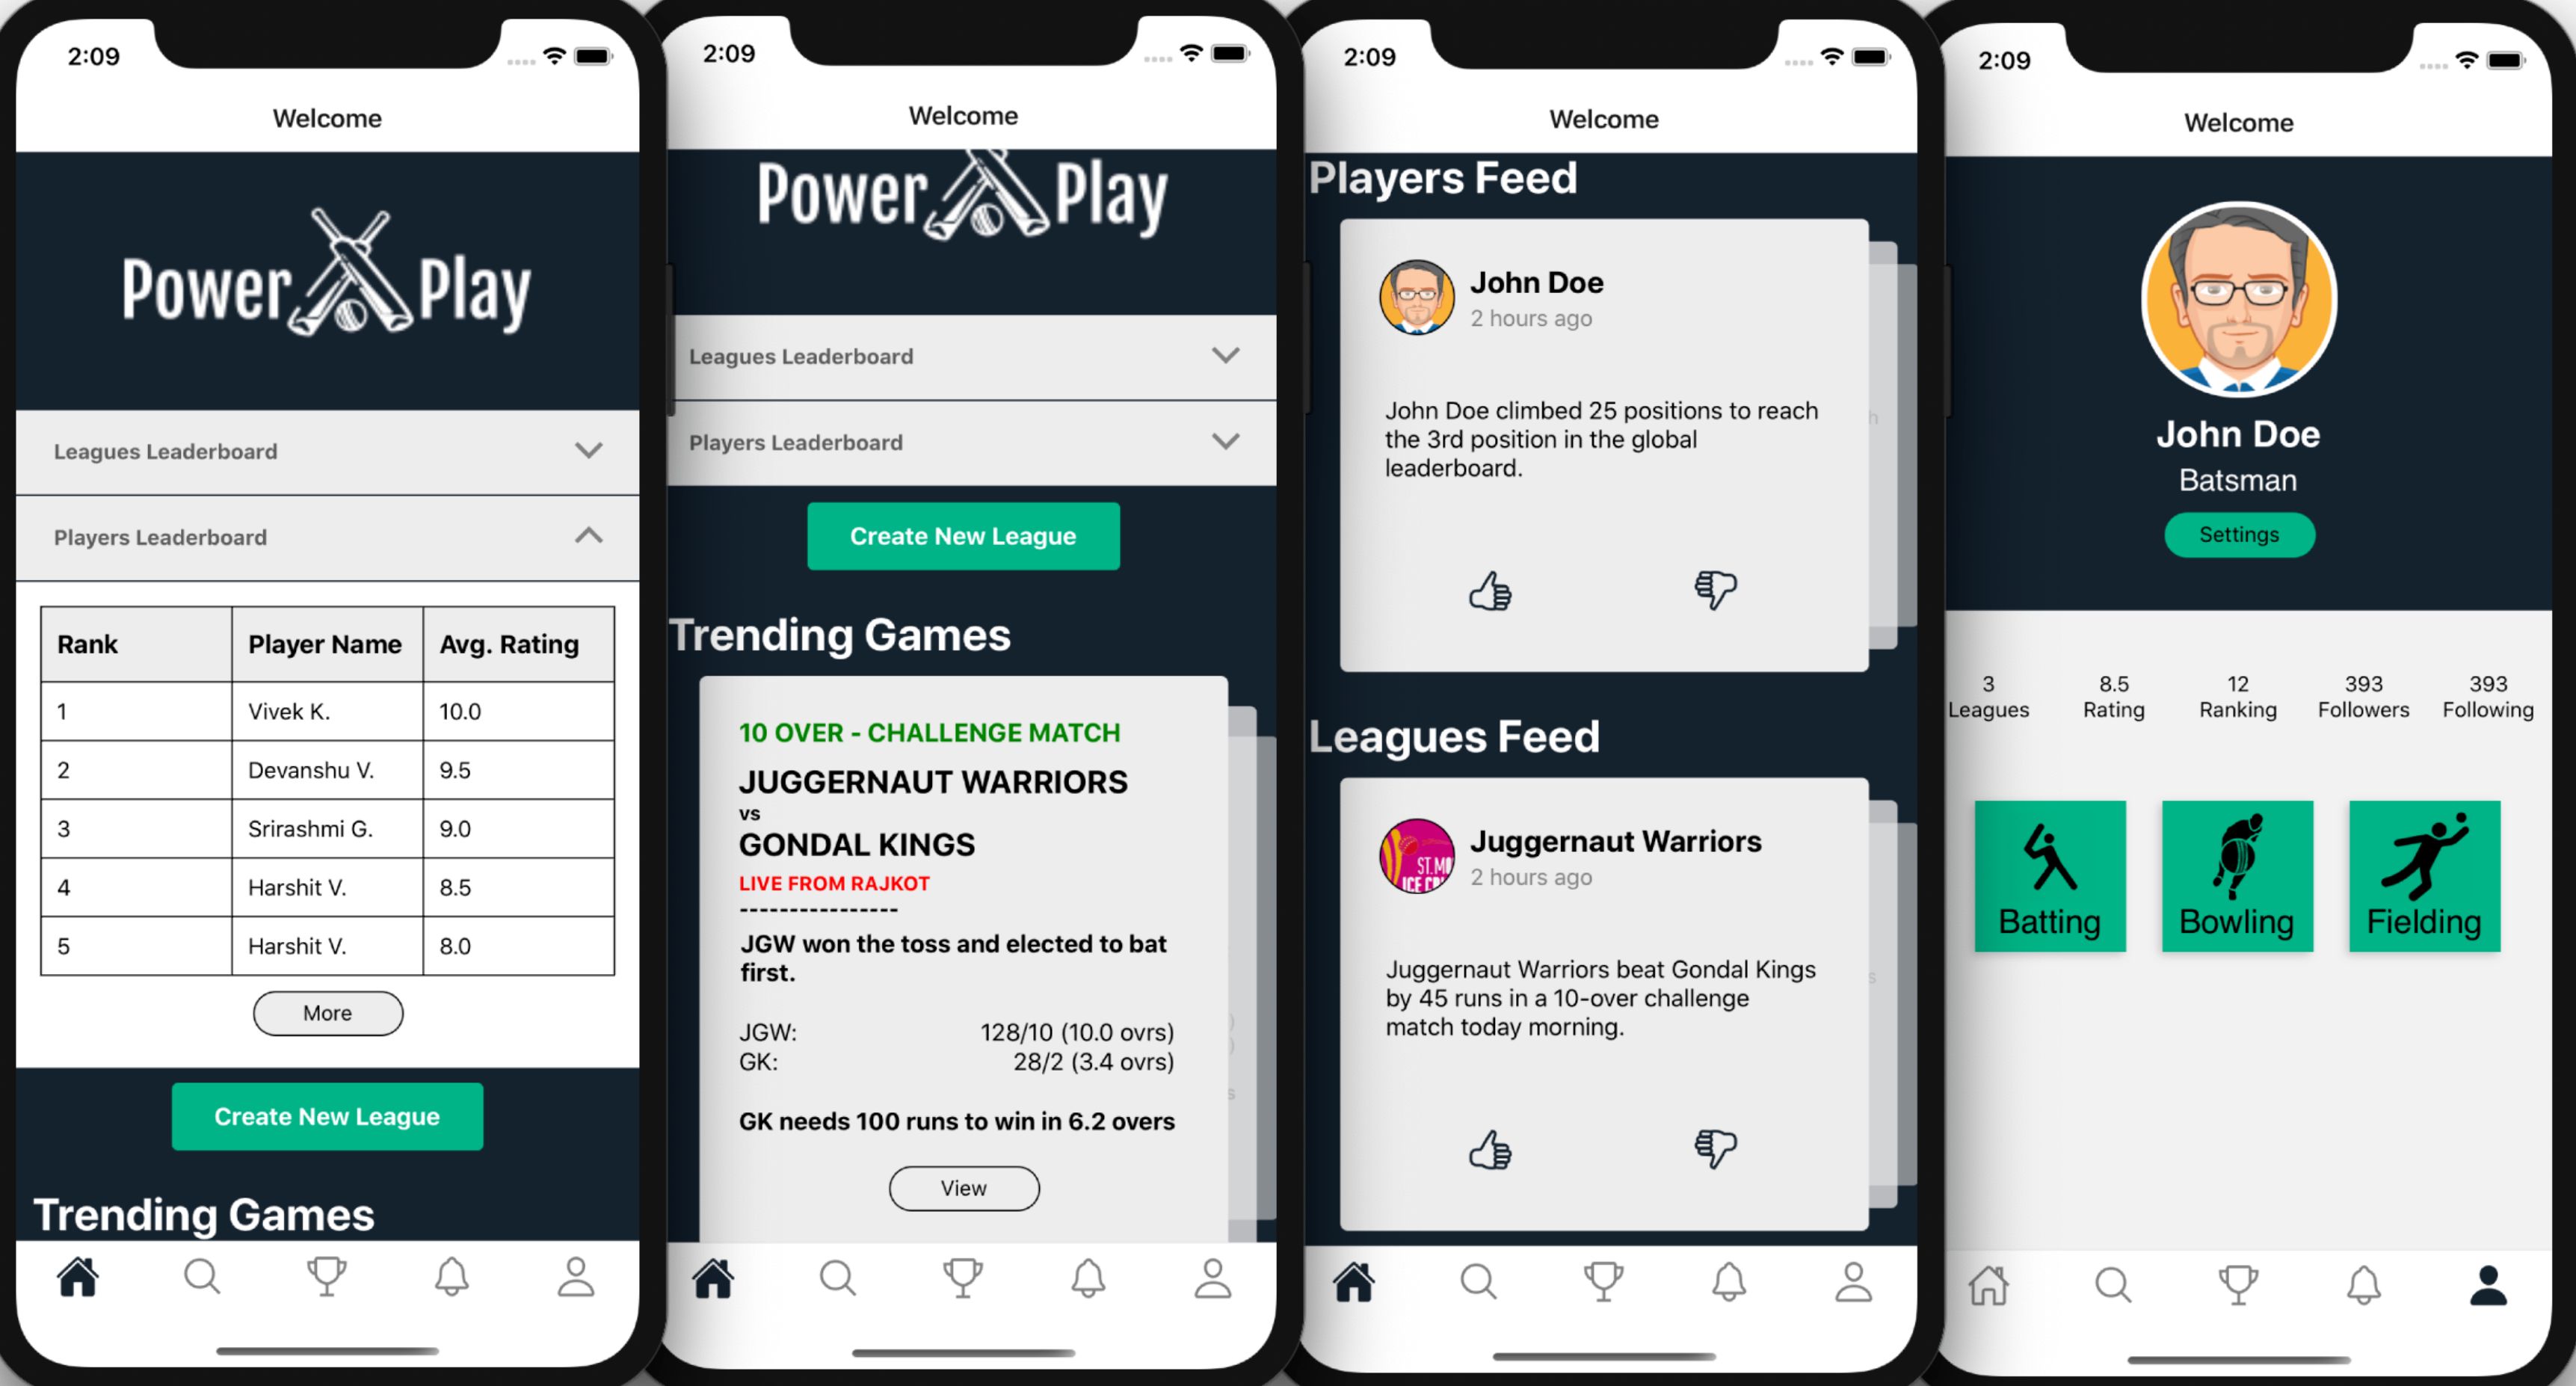 2:09
Welcome
Power Play
Leagues Leaderboard
Players Leaderboard
Rank Player Name Avg. Rating
1 Vivek K. 10.0
2 Devanshu V. 9.5
3 Srirashmi G. 9.0
4 Harshit V. 8.5
5 Harshit V. 8.0
More
Create New League
Trending Games
2:09
Welcome
Power Play
Leagues Leaderboard
Players Leaderboard
Create New League
Trending Games
10 OVER - CHALLENGE MATCH
JUGGERNAUT WARRIORS
vs
GONDAL KINGS
LIVE FROM RAJKOT
----------------
JGW won the toss and elected to bat
first.
JGW: 128/10 (10.0 ovrs)
GK: 28/2 (3.4 ovrs)
GK needs 100 runs to win in 6.2 overs
View
2:09
Welcome
Players Feed
John Doe
2 hours ago
John Doe climbed 25 positions to reach
the 3rd position in the global
leaderboard.
Leagues Feed
ST.MO
ICE CR
Juggernaut Warriors
2 hours ago
Juggernaut Warriors beat Gondal Kings
by 45 runs in a 10-over challenge
match today morning.
2:09
Welcome
John Doe
Batsman
Settings
3 8.5 12 393 393
Leagues Rating Ranking Followers Following
Batting Bowling Fielding